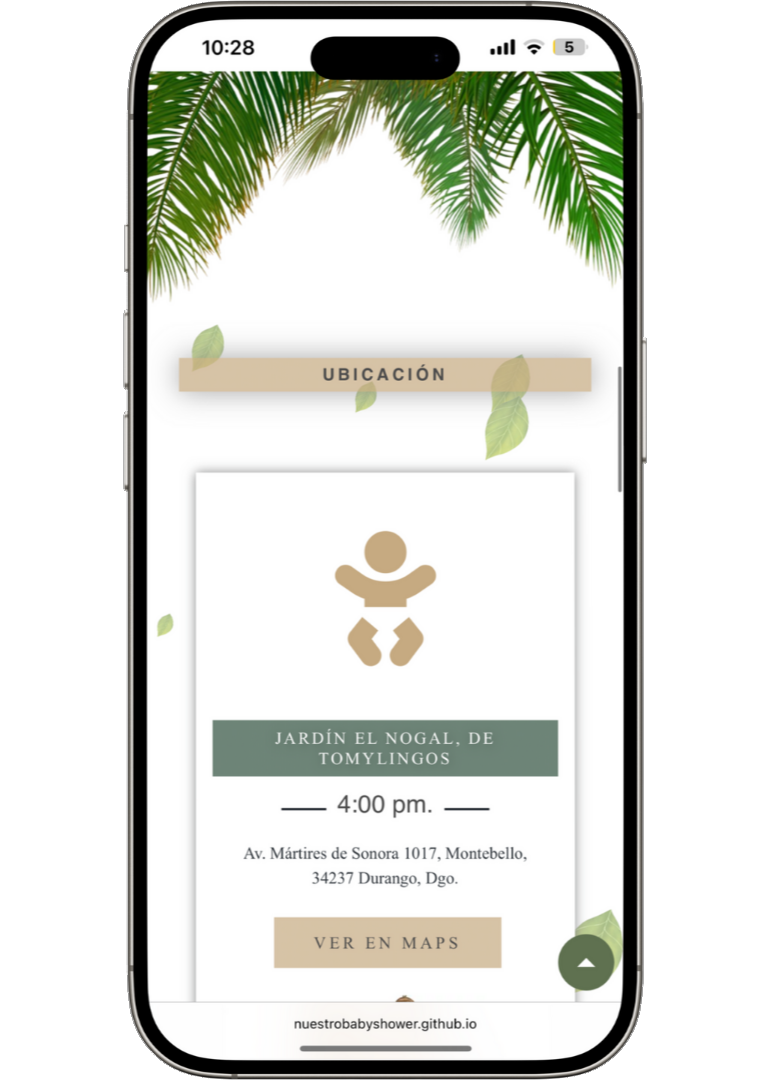 10:28
5
UBICACIÓN
JARDÍN EL NOGAL, DE
TOMYLINGOS
4:00 pm.
Av. Mártires de Sonora 1017, Montebello,
34237 Durango, Dgo.
VER EN MAPS
nuestrobabyshower.github.io